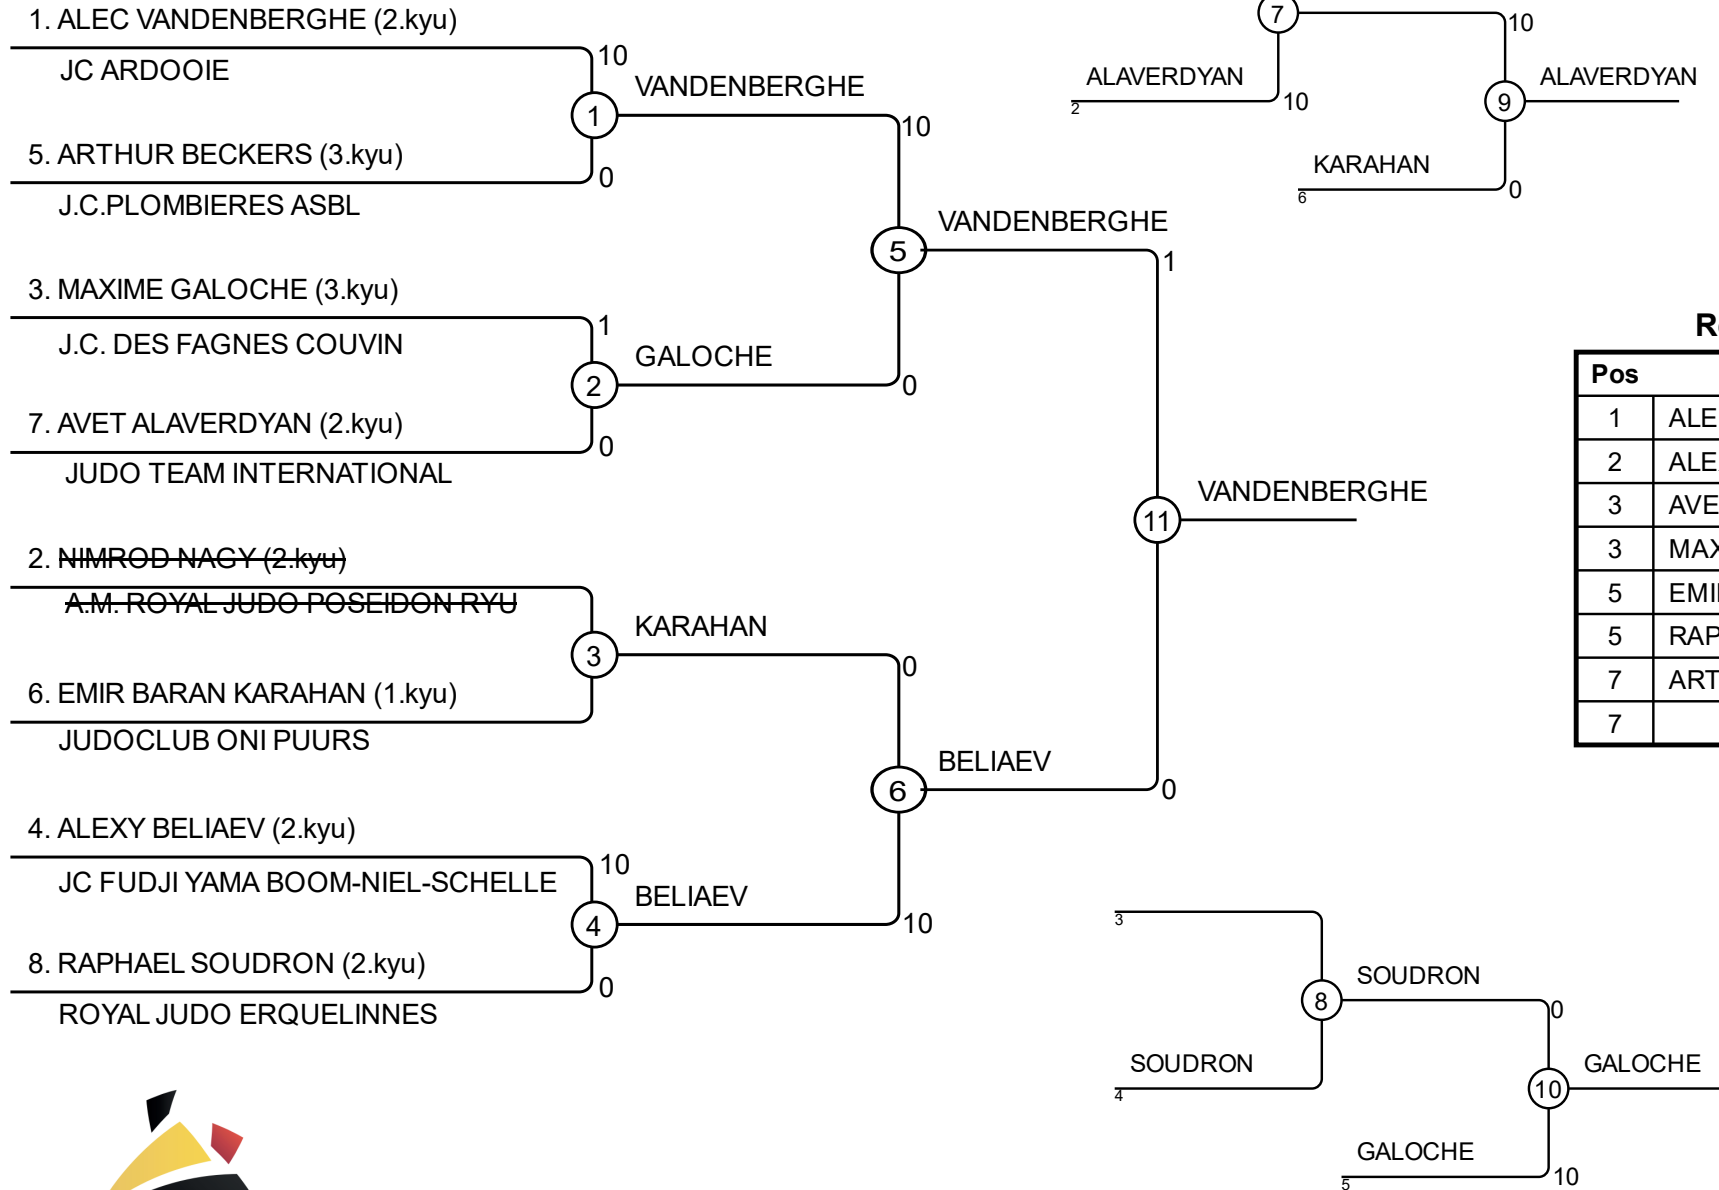 1. ALEC VANDENBERGHE (2.kyu)
JC ARDOOIE
10
1
VANDENBERGHE
5. ARTHUR BECKERS (3.kyu)
0
J.C.PLOMBIERES ASBL
10
5
VANDENBERGHE
3. MAXIME GALOCHE (3.kyu)
1
J.C. DES FAGNES COUVIN
2
GALOCHE
0
7. AVET ALAVERDYAN (2.kyu)
0
JUDO TEAM INTERNATIONAL
1
11
VANDENBERGHE
2. NIMROD NAGY (2.kyu)
A.M. ROYAL JUDO POSEIDON RYU
3
KARAHAN
0
6. EMIR BARAN KARAHAN (1.kyu)
JUDOCLUB ONI PUURS
6
BELIAEV
0
4. ALEXY BELIAEV (2.kyu)
10
JC FUDJI YAMA BOOM-NIEL-SCHELLE
4
BELIAEV
10
8. RAPHAEL SOUDRON (2.kyu)
0
ROYAL JUDO ERQUELINNES
7
10
ALAVERDYAN
2
10
9
ALAVERDYAN
KARAHAN
6
0
Pos
1 ALE
2 ALE
3 AVE
3 MAX
5 EMI
5 RAP
7 ART
7
3
8
SOUDRON
0
SOUDRON
4
10
GALOCHE
GALOCHE
5
10